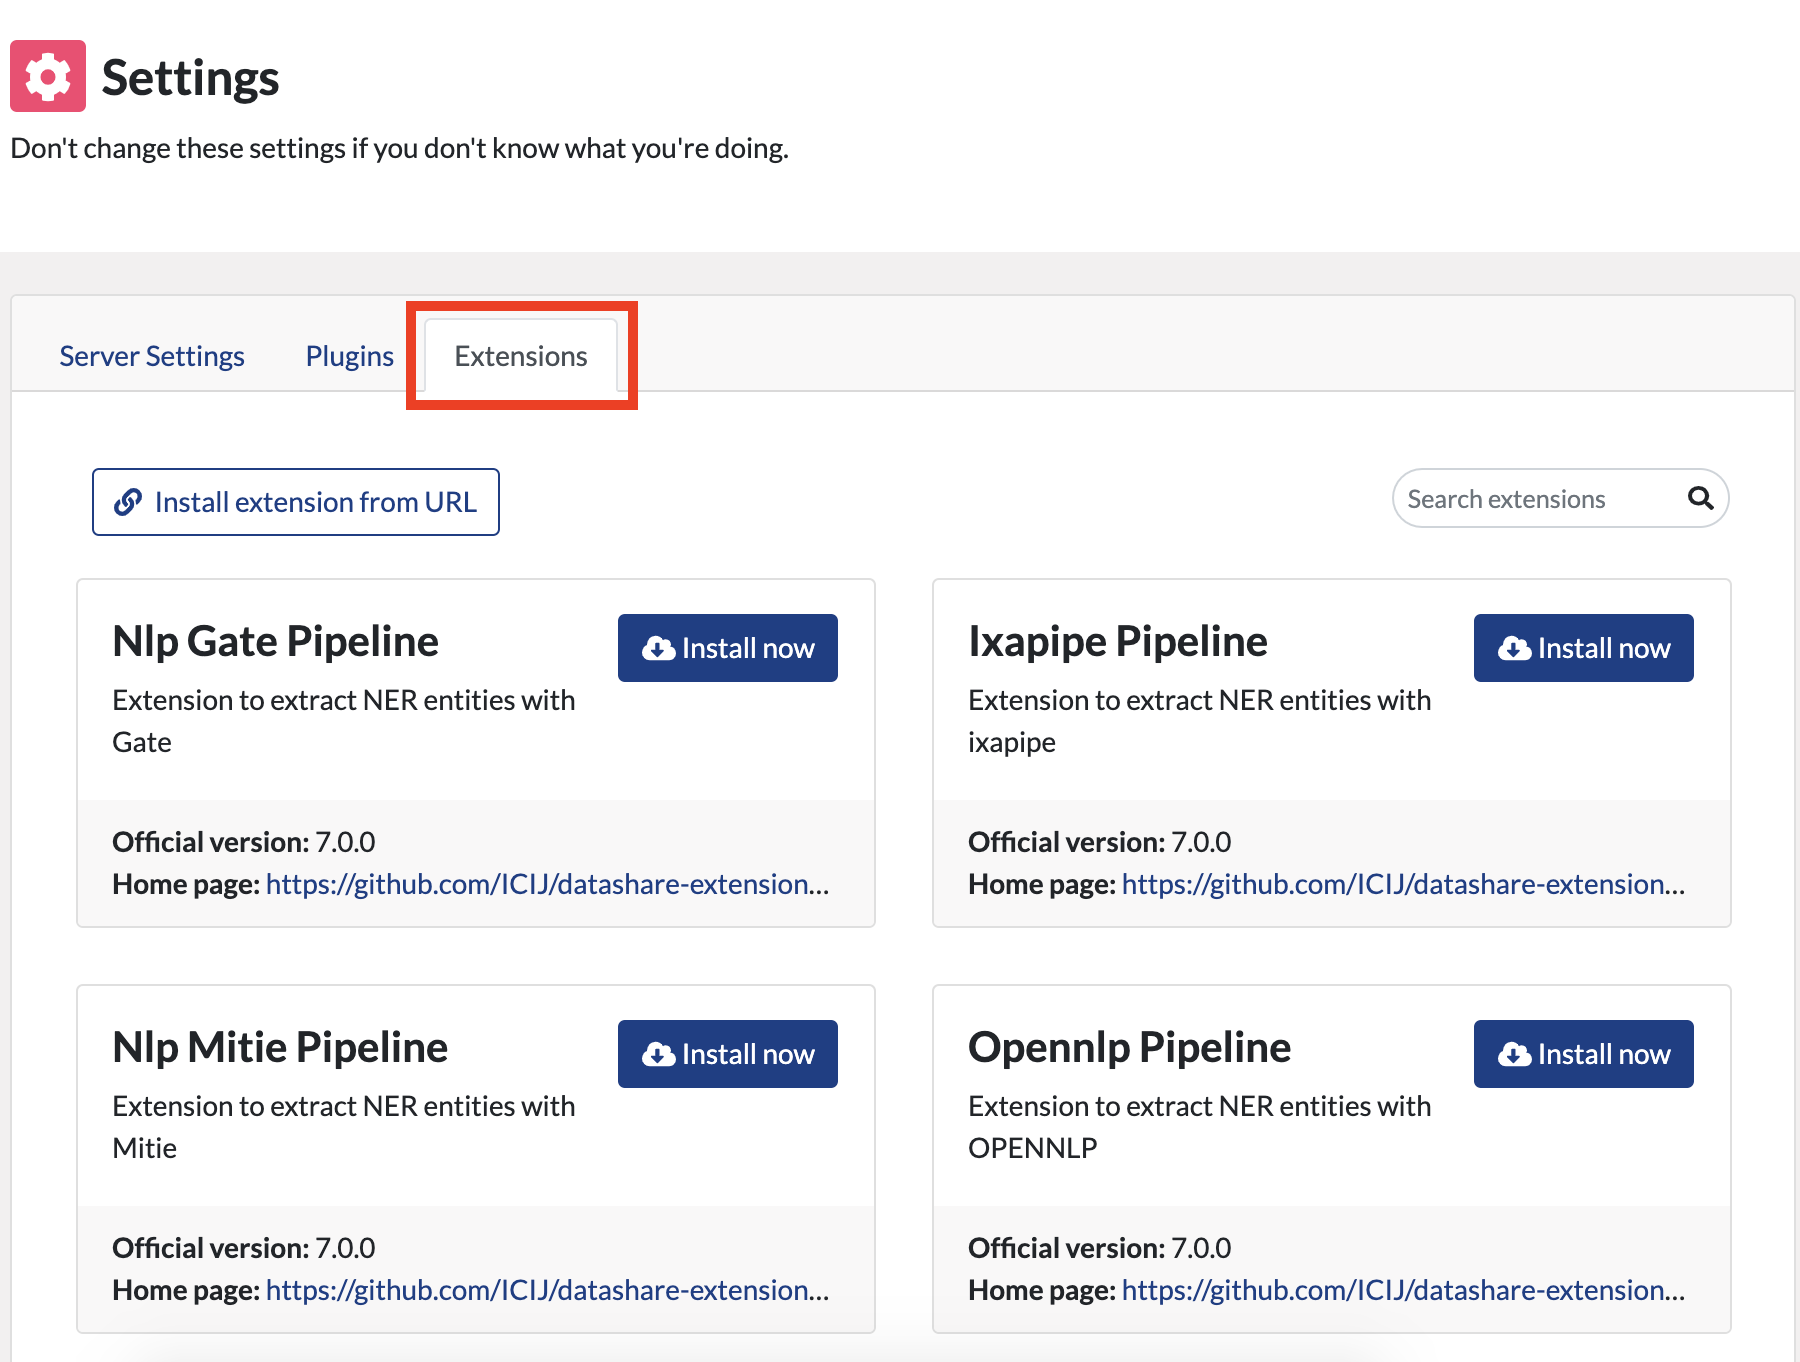 Settings
Don't change these settings if you don't know what you're doing.
Server Settings
Plugins
Extensions
Install extension from URL
Search extensions
Nlp Gate Pipeline
Install now
Extension to extract NER entities with
Gate
Official version: 7.0.0
Home page: https://github.com/ICIJ/datashare-extension...
Ixapipe Pipeline
Install now
Extension to extract NER entities with
ixapipe
Official version: 7.0.0
Home page: https://github.com/ICIJ/datashare-extension...
Nlp Mitie Pipeline
Install now
Extension to extract NER entities with
Mitie
Official version: 7.0.0
Home page: https://github.com/ICIJ/datashare-extension...
Opennlp Pipeline
Install now
Extension to extract NER entities with
OPENNLP
Official version: 7.0.0
Home page: https://github.com/ICIJ/datashare-extension...